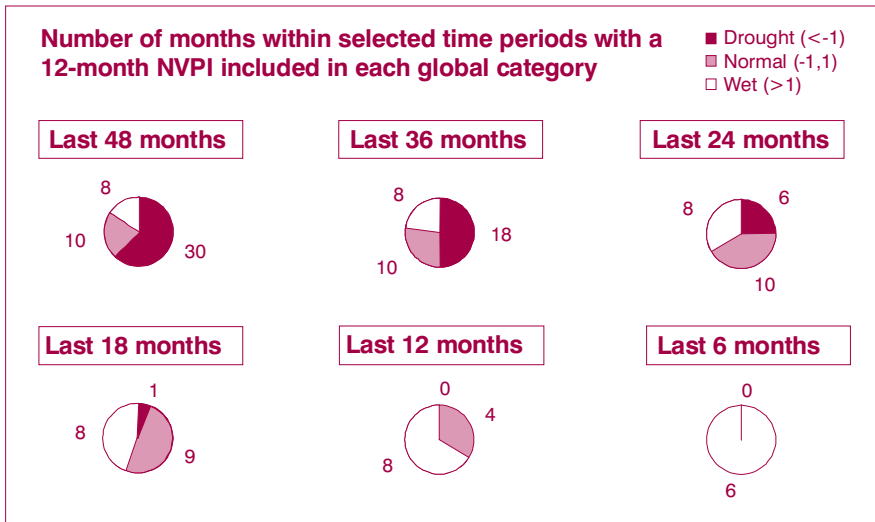 Number of months within selected time periods with a
12-month NVPI included in each global category
Drought (<-1)
Normal (-1,1)
Wet (>1)
Last 48 months
8
10
30
Last 36 months
8
10
18
Last 24 months
8
6
10
Last 18 months
1
8
9
Last 12 months
0
4
8
Last 6 months
0
6